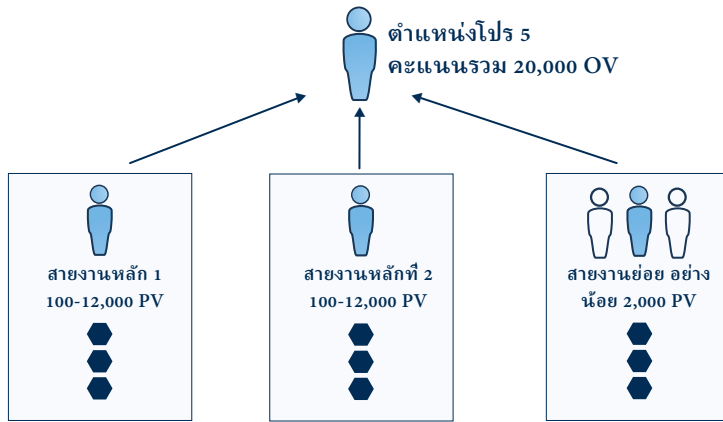 ตำแหน่งโปร 5
คะแนนรวม 20,000 OV
สายงานหลัก 1
100-12,000 PV
สายงานหลักที่ 2
100-12,000 PV
สายงานย่อย อย่าง
น้อย 2,000 PV